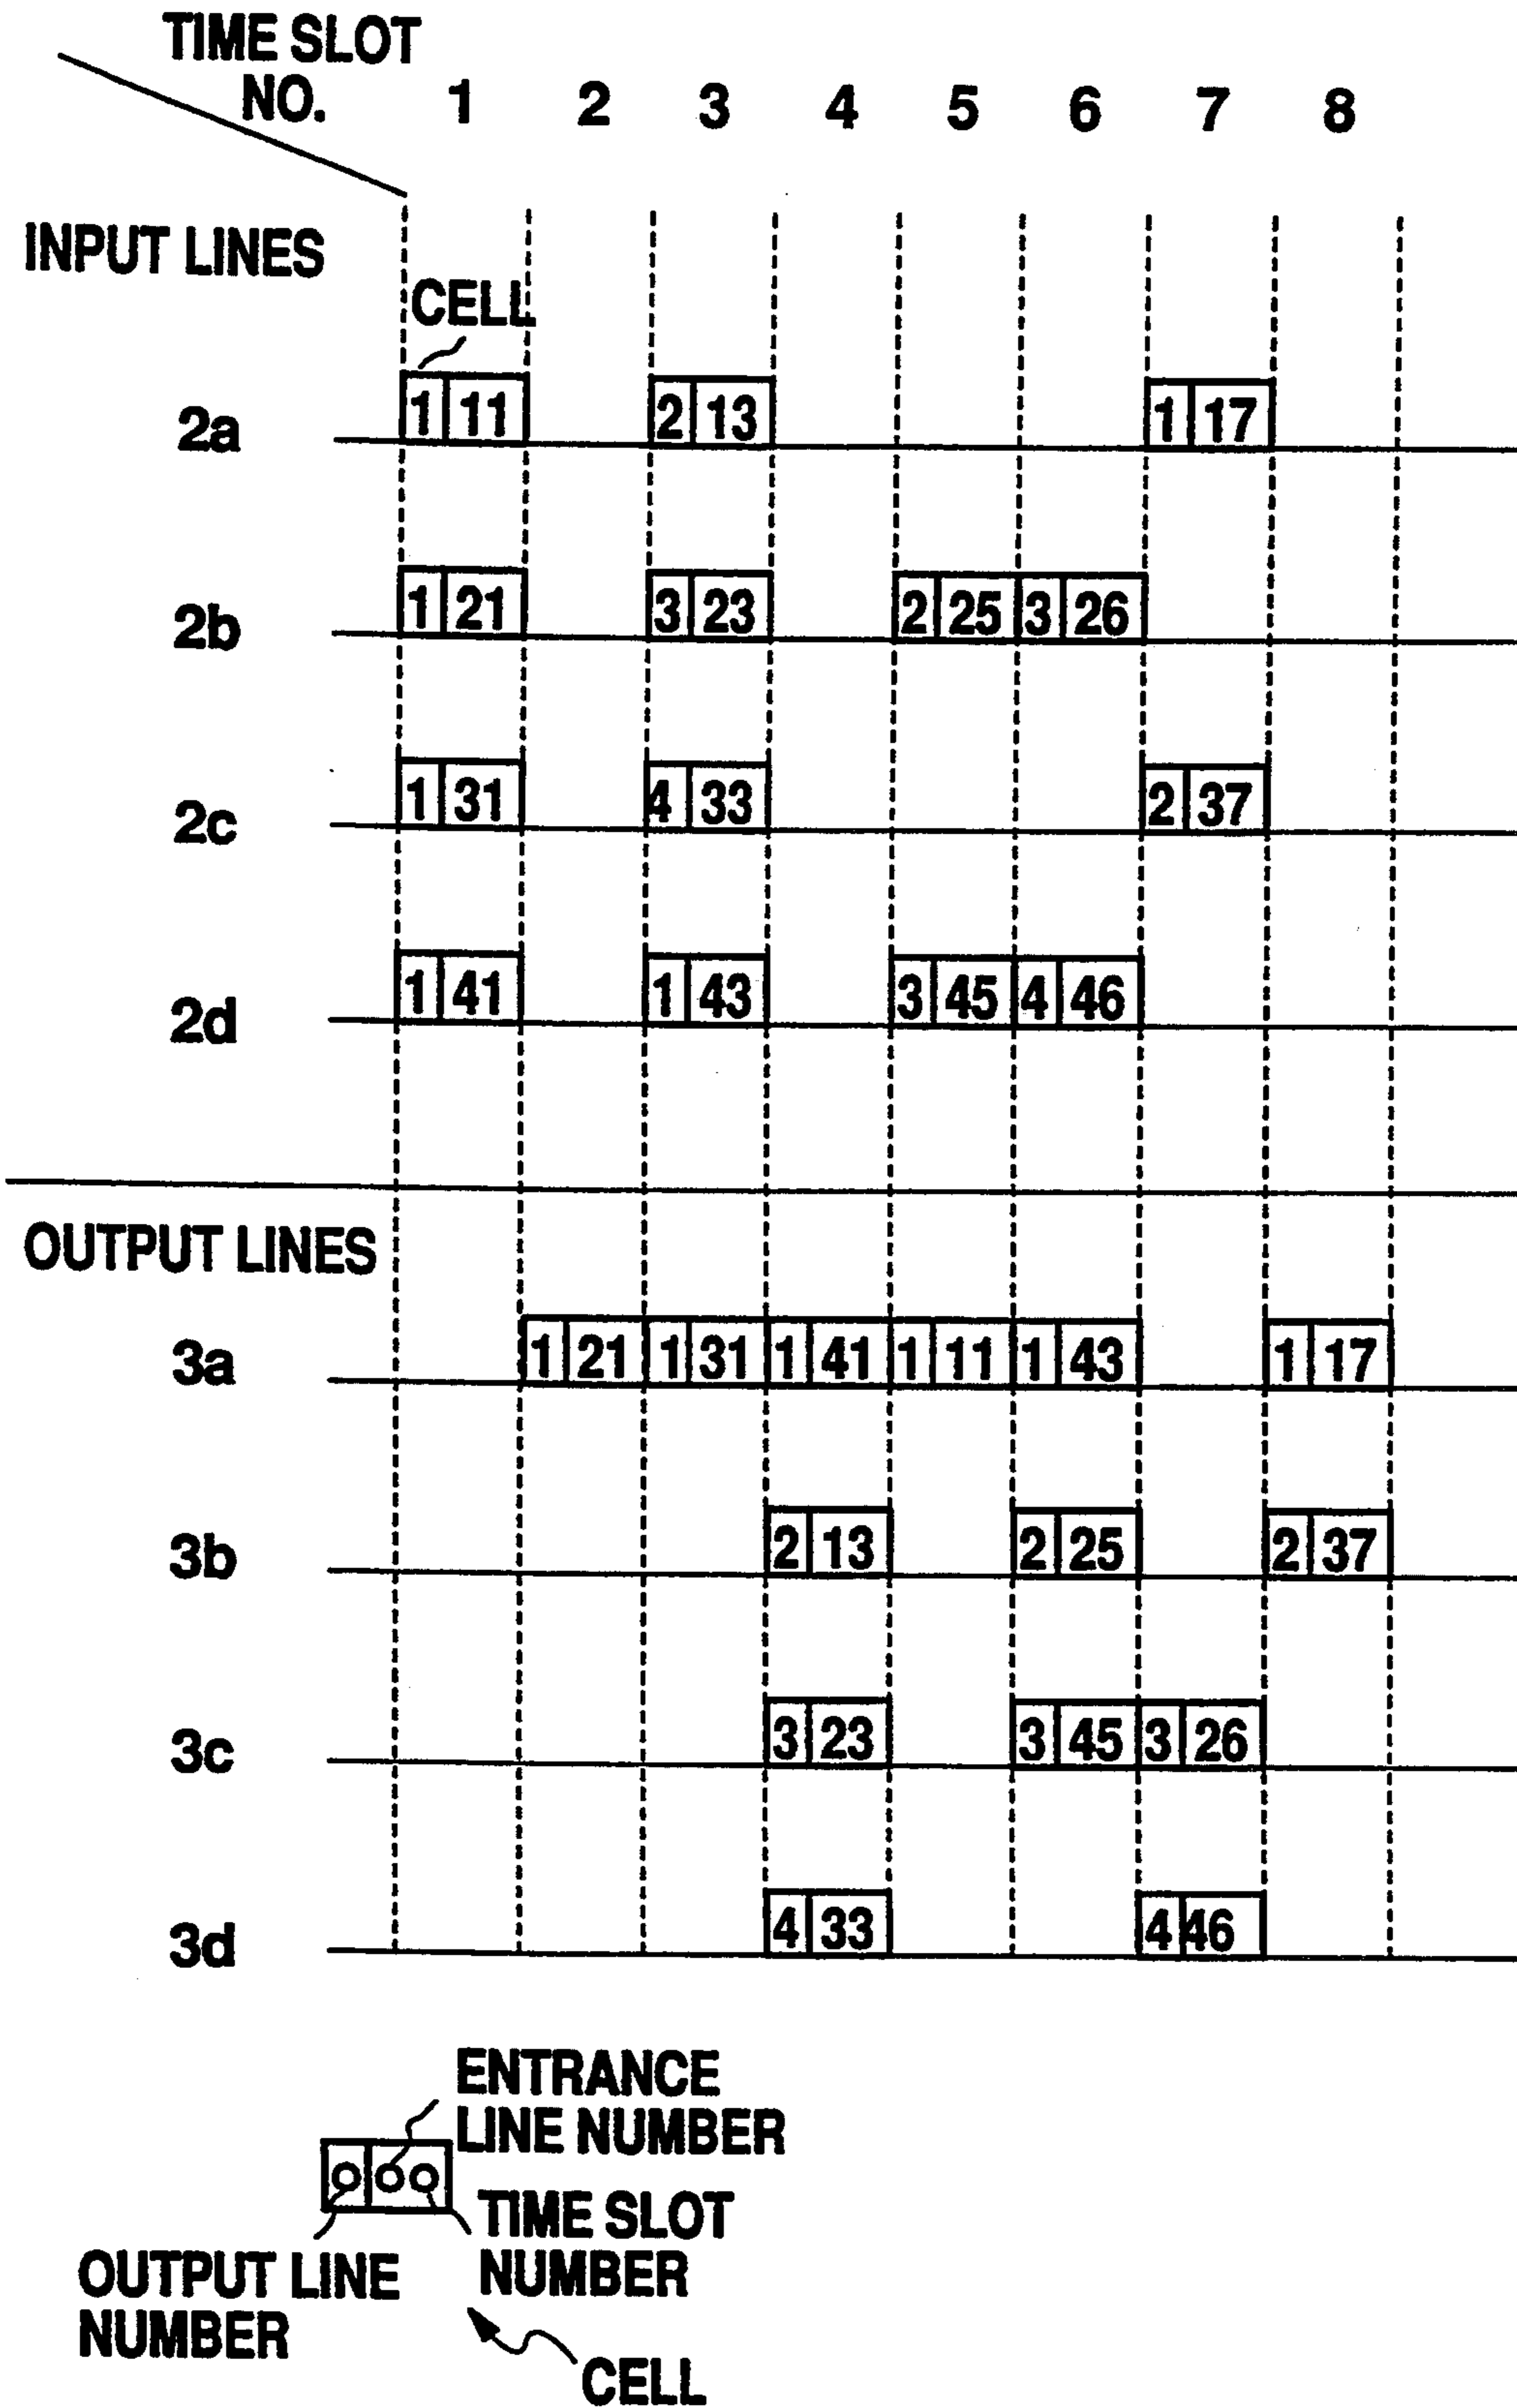 TIME SLOT
NO. 1 2 3 4 5 6 7 8
INPUT LINES
CELL
2a 1 11 2 13 1 17
2b 1 21 3 23 2 25 3 26
2c 1 31 4 33 2 37
2d 1 41 1 43 3 45 4 46
OUTPUT LINES
3a 1 21 1 31 1 41 1 11 1 43 1 17
3b 2 13 2 25 2 37
3c 3 23 3 45 3 26
3d 4 33 4 46
ENTRANCE
LINE NUMBER
TIME SLOT
NUMBER
OUTPUT LINE
NUMBER
CELL